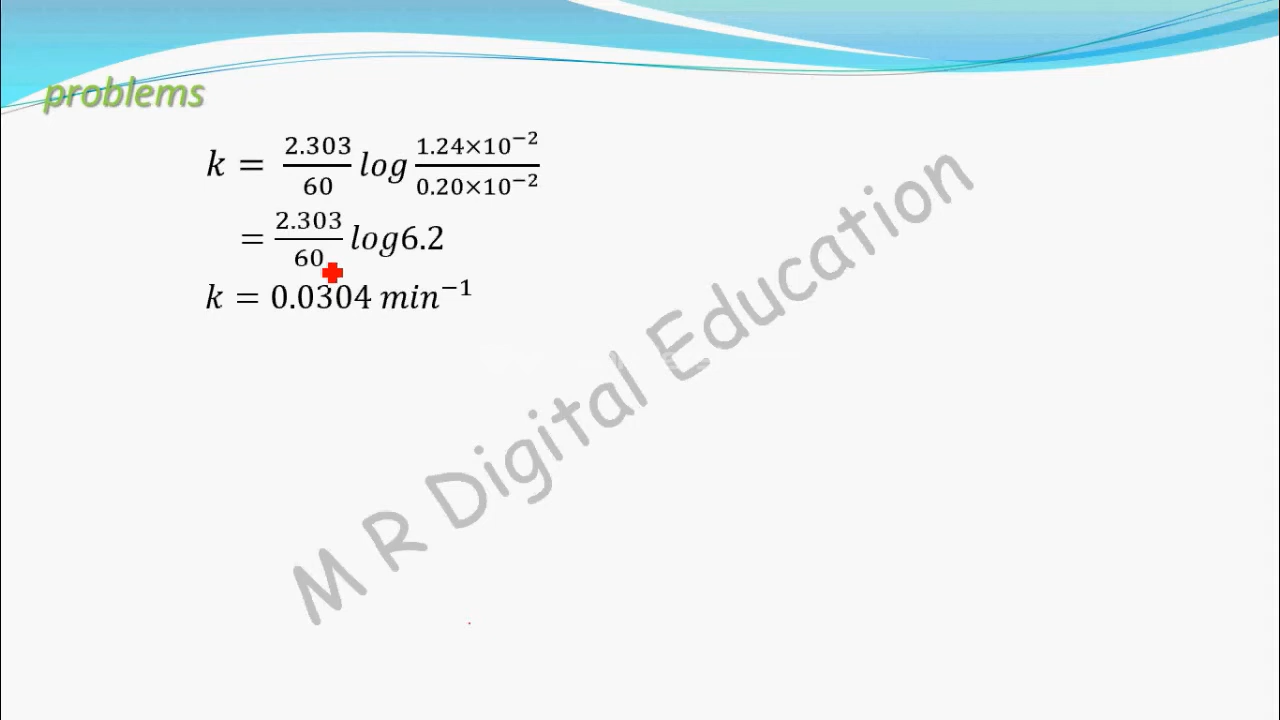 problems
k = 2.303/60 log 1.24×10⁻²/0.20×10⁻²
= 2.303/60 log6.2
k = 0.0304 min⁻¹
M R Digital Education